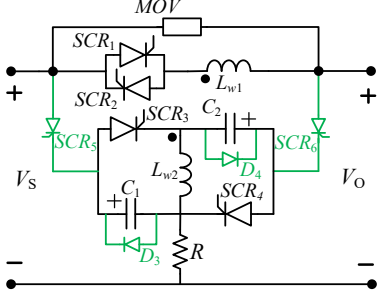 MOV
SCR1
SCR2
Lw1
+
+
SCR3
C2 +
SCR5
SCR6
D4
Lw2
VS
VO
+ C1
SCR4
D3
R
−
−